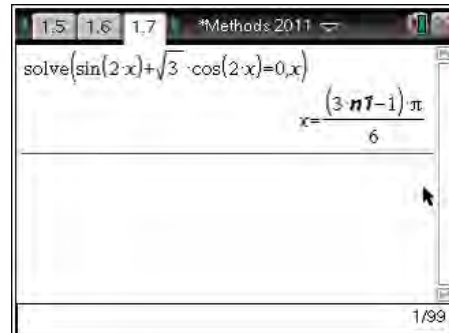 1.5 1.6 1.7 *Methods 2011
solve(sin(2·x)+√3·cos(2·x)=0,x)
x=(3·n1−1)·π/6
1/99